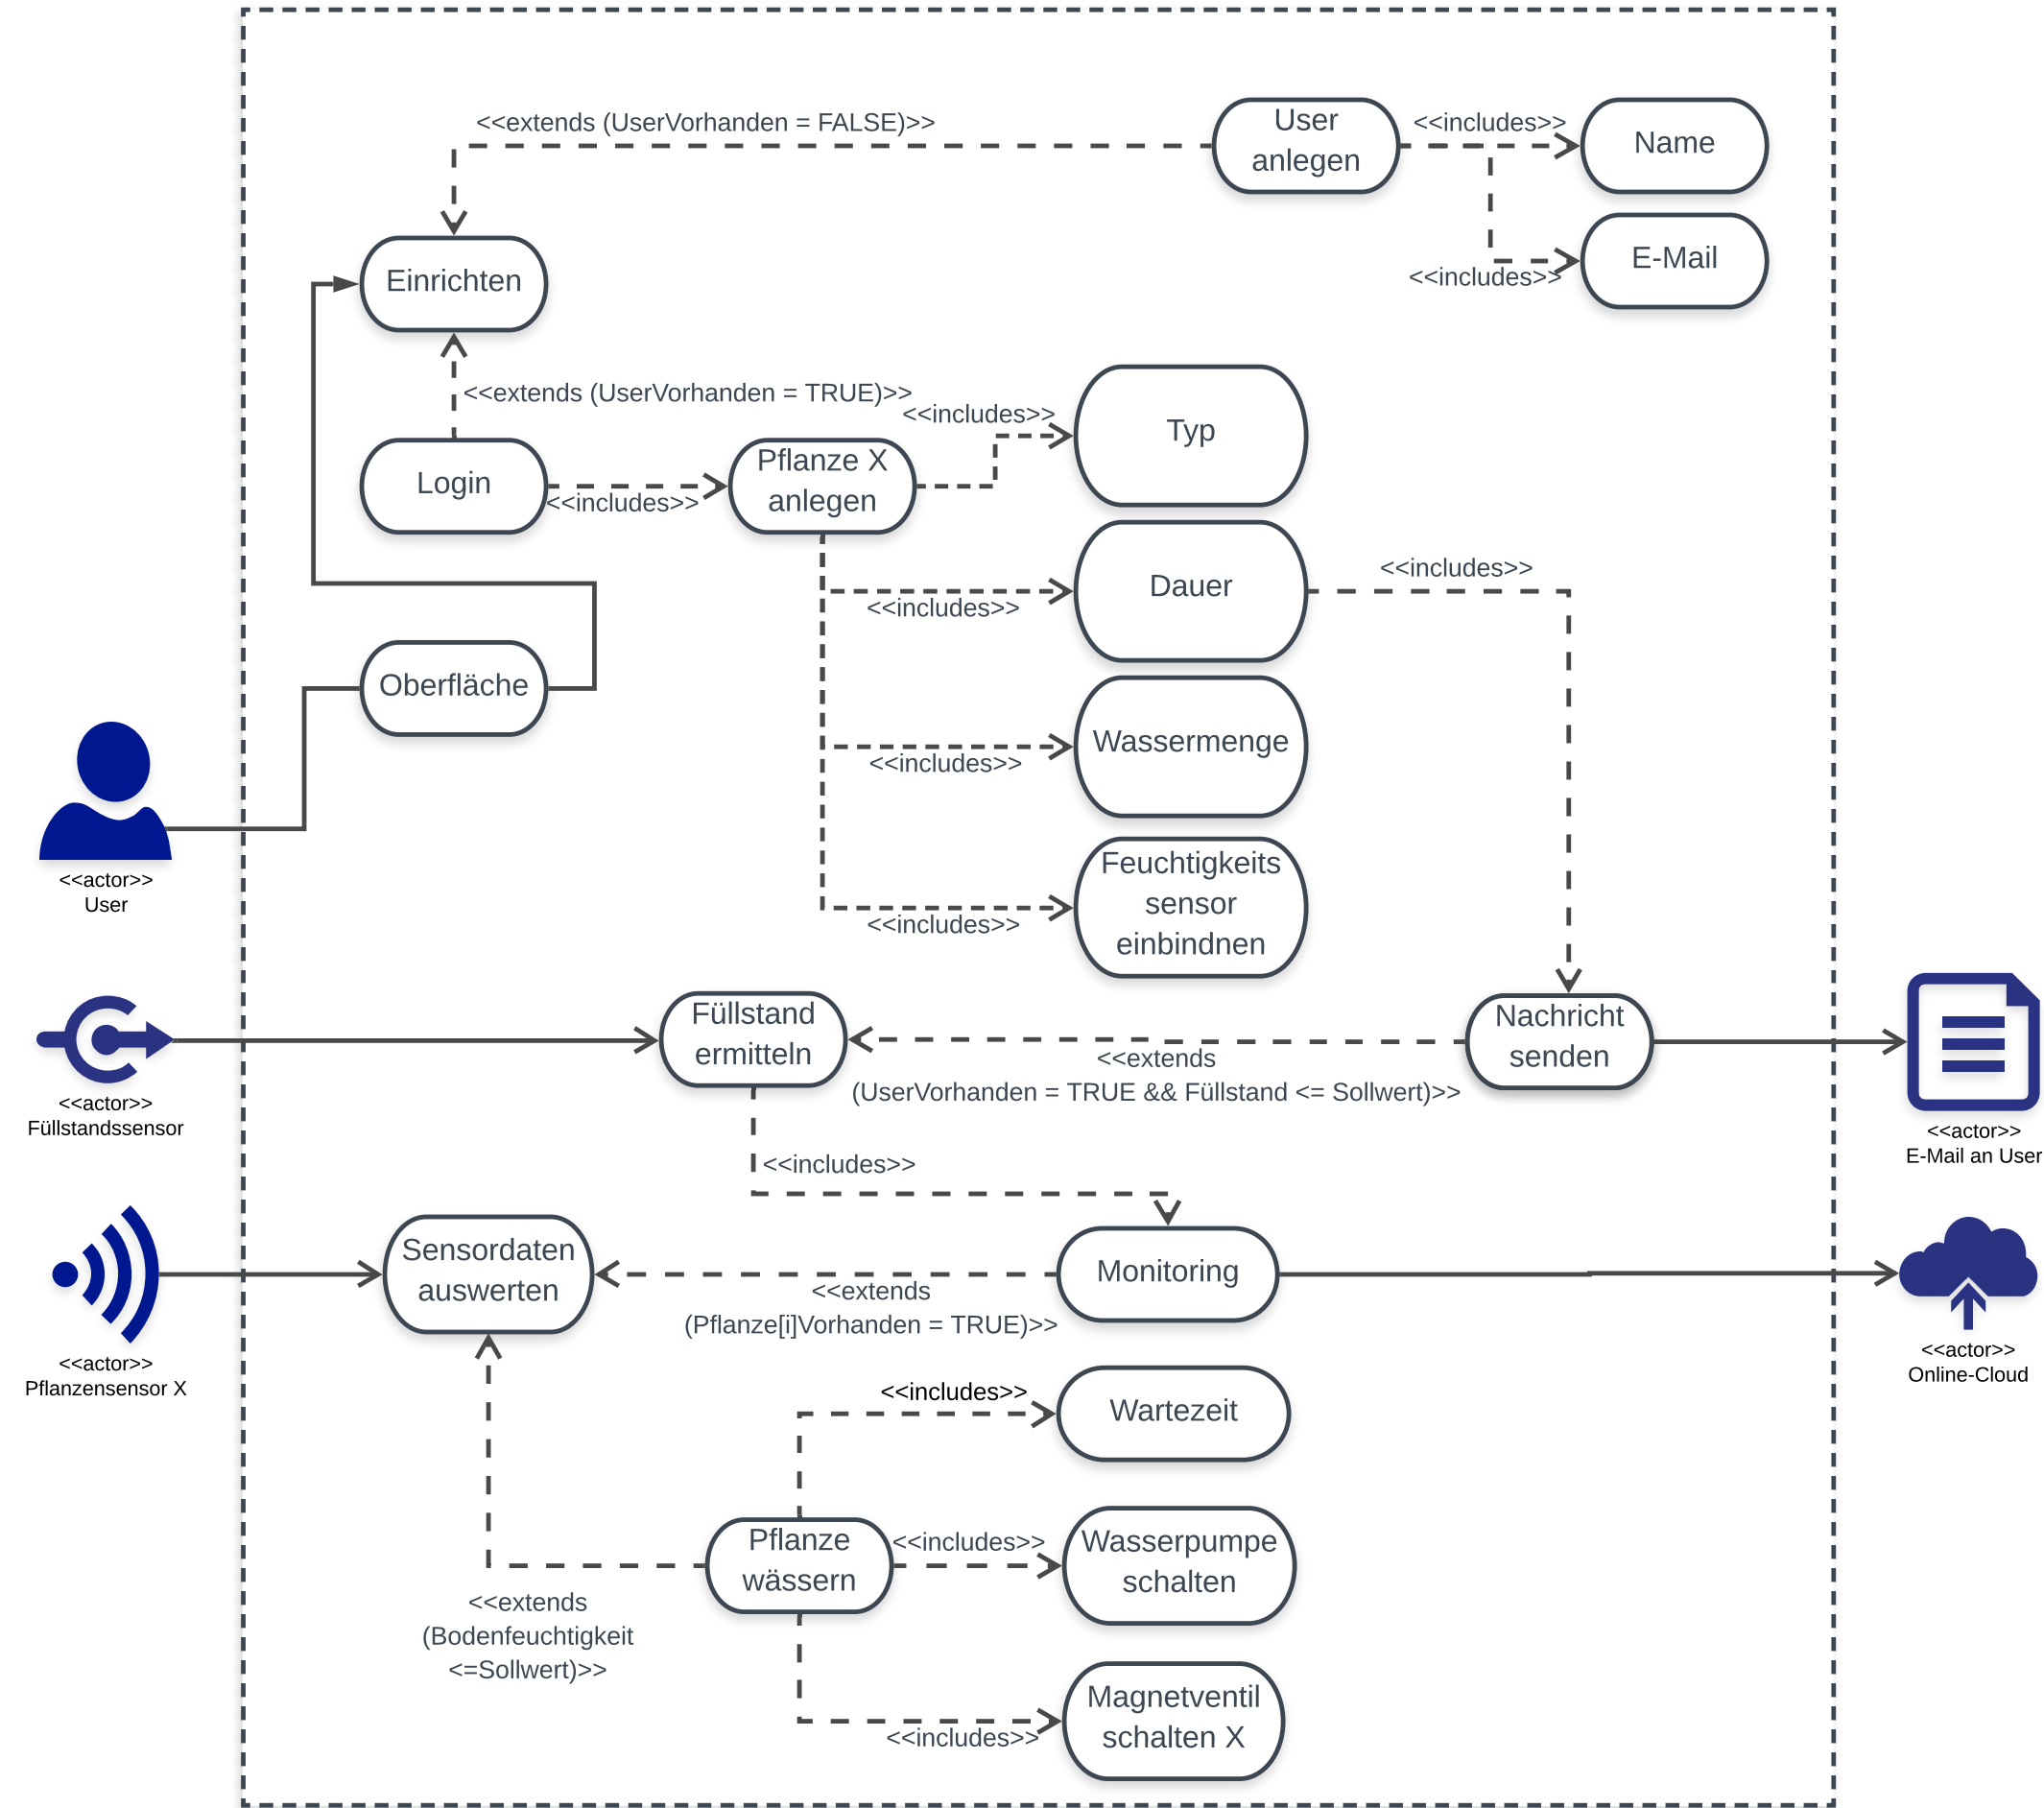 <<extends (UserVorhanden = FALSE)>>
User
anlegen
<<includes>>
Name
E-Mail
<<includes>>
Einrichten
<<extends (UserVorhanden = TRUE)>>
<<includes>>
Typ
Login
<<includes>>
Pflanze X
anlegen
Dauer
<<includes>>
<<includes>>
Oberfläche
Wassermenge
<<includes>>
<<actor>>
User
Feuchtigkeits
sensor
einbindnen
<<includes>>
<<actor>>
Füllstandssensor
Füllstand
ermitteln
<<extends
(UserVorhanden = TRUE && Füllstand <= Sollwert)>>
Nachricht
senden
<<actor>>
E-Mail an User
<<includes>>
<<actor>>
Pflanzensensor X
Sensordaten
auswerten
<<extends
(Pflanze[i]Vorhanden = TRUE)>>
Monitoring
<<actor>>
Online-Cloud
<<includes>>
Wartezeit
Pflanze
wässern
<<includes>>
Wasserpumpe
schalten
<<extends
(Bodenfeuchtigkeit
<=Sollwert)>>
<<includes>>
Magnetventil
schalten X